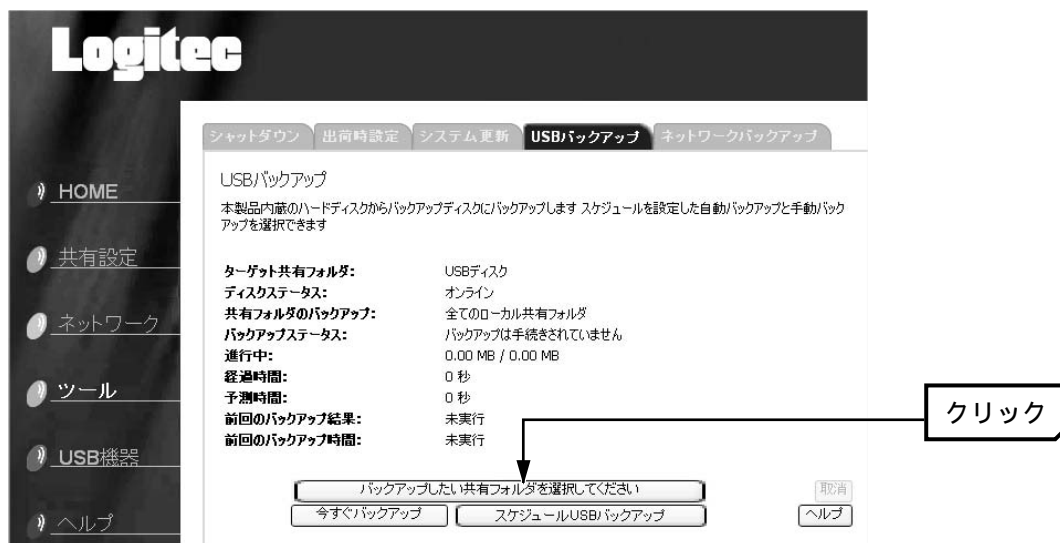 Logitec
シャットダウン 出荷時設定 システム更新 USBバックアップ ネットワークバックアップ
HOME
共有設定
ネットワーク
ツール
USB機器
ヘルプ
USBバックアップ
本製品内蔵のハードディスクからバックアップディスクにバックアップします スケジュールを設定した自動バックアップと手動バック
アップを選択できます
ターゲット共有フォルダ: USBディスク
ディスクステータス: オンライン
共有フォルダのバックアップ: 全てのローカル共有フォルダ
バックアップステータス: バックアップは手続きされていません
進行中: 0.00 MB / 0.00 MB
経過時間: 0 秒
予測時間: 0 秒
前回のバックアップ結果: 未実行
前回のバックアップ時間: 未実行
クリック
バックアップしたい共有フォルダを選択してください 取消
今すぐバックアップ スケジュールUSBバックアップ ヘルプ